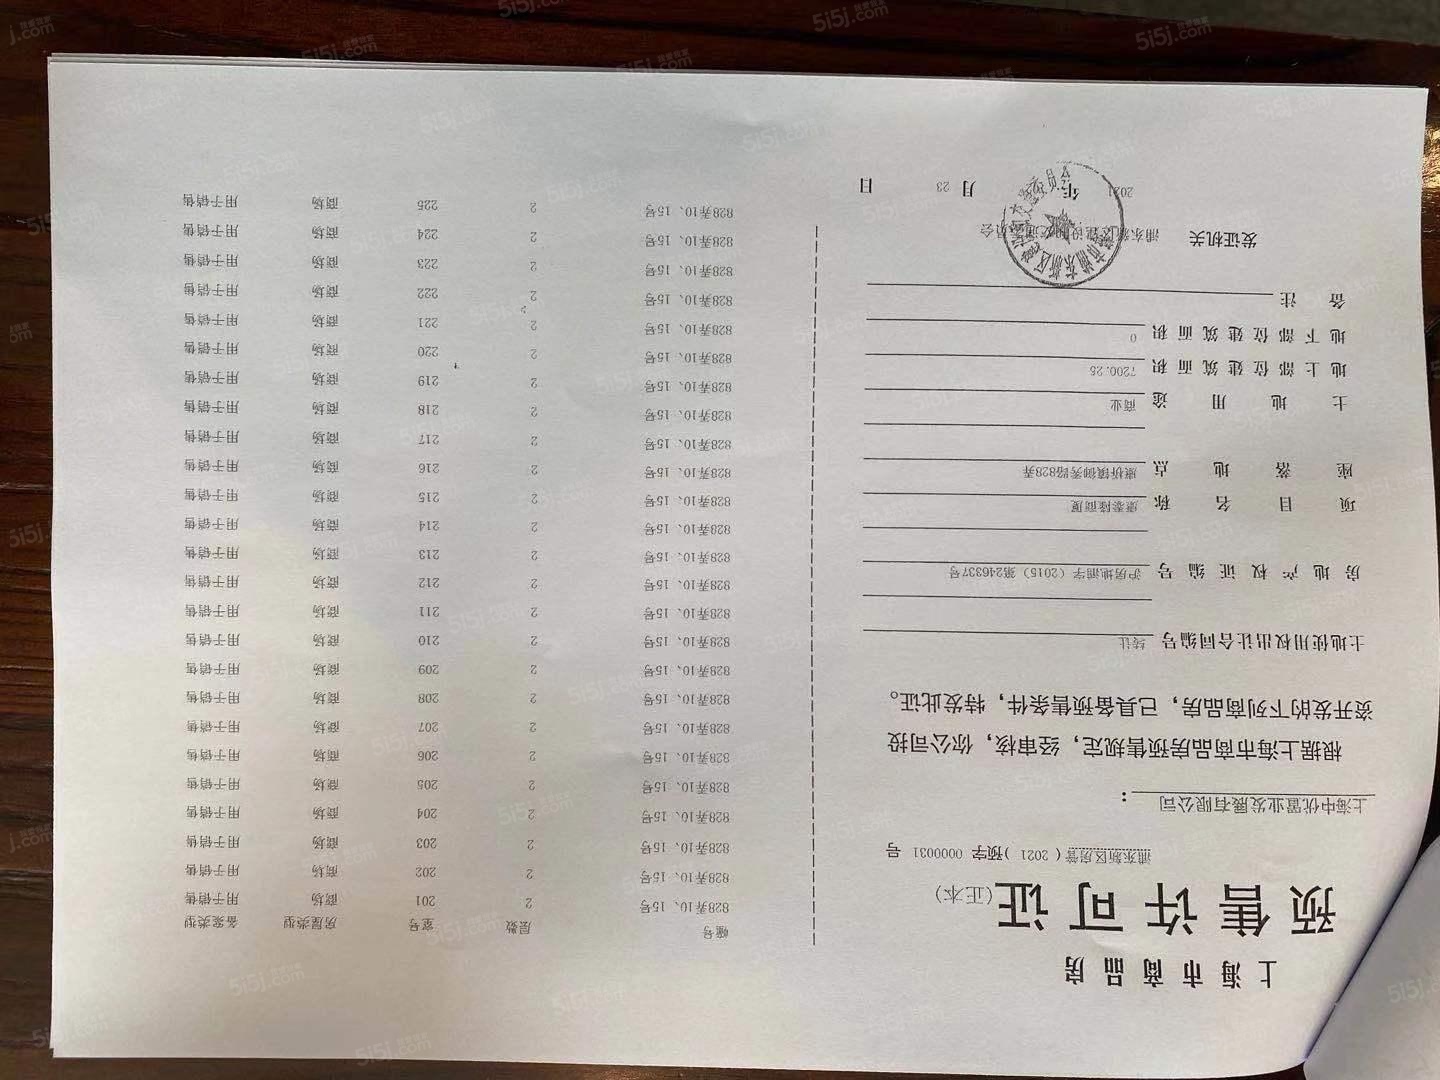 上海市商品房
预售许可证(正本)
浦东新区房管( 2021 )预字 0000031 号
上海中优置业发展有限公司:
根据上海市商品房预售规定，经审核，你公司投
资开发的下列商品房，已具备预售条件，特发此证。
土地使用权出让合同编号 转让
房地产权证编号 沪房地浦字（2015）第246337号
项目名称 康泰隆商厦
座落地点 康桥镇御秀路828弄
土地用途 商业
地上部位建筑面积 7200.25
地下部位建筑面积 0
备注
发证机关 浦东新区建设和交通委员会
2021 年 月 23 日
幢号 层数 室号 房屋类型 备案类型
828弄10、15号 2 201 商场 用于销售
828弄10、15号 2 202 商场 用于销售
828弄10、15号 2 203 商场 用于销售
828弄10、15号 2 204 商场 用于销售
828弄10、15号 2 205 商场 用于销售
828弄10、15号 2 206 商场 用于销售
828弄10、15号 2 207 商场 用于销售
828弄10、15号 2 208 商场 用于销售
828弄10、15号 2 209 商场 用于销售
828弄10、15号 2 210 商场 用于销售
828弄10、15号 2 211 商场 用于销售
828弄10、15号 2 212 商场 用于销售
828弄10、15号 2 213 商场 用于销售
828弄10、15号 2 214 商场 用于销售
828弄10、15号 2 215 商场 用于销售
828弄10、15号 2 216 商场 用于销售
828弄10、15号 2 217 商场 用于销售
828弄10、15号 2 218 商场 用于销售
828弄10、15号 2 219 商场 用于销售
828弄10、15号 2 220 商场 用于销售
828弄10、15号 2 221 商场 用于销售
828弄10、15号 2 222 商场 用于销售
828弄10、15号 2 223 商场 用于销售
828弄10、15号 2 224 商场 用于销售
828弄10、15号 2 225 商场 用于销售